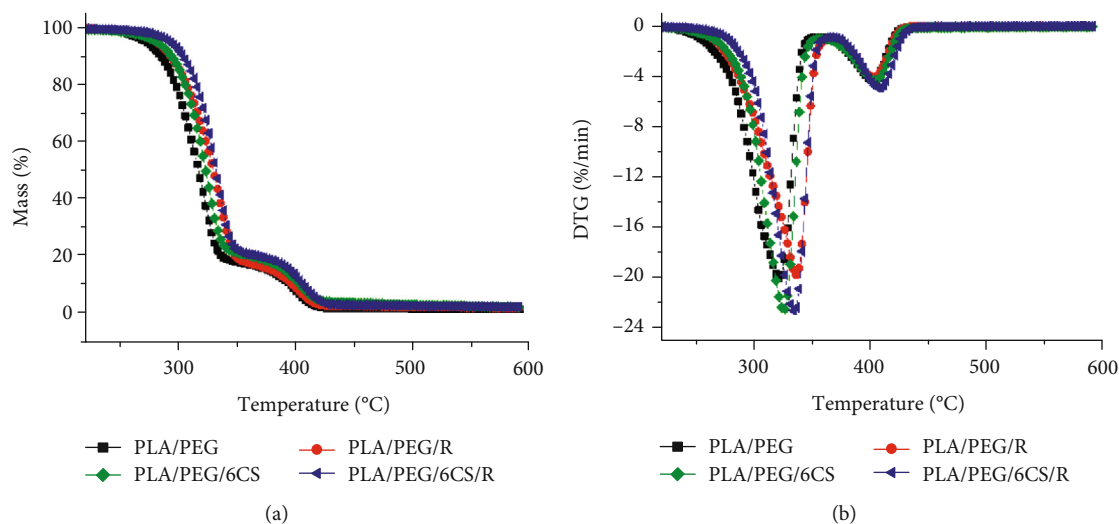 100
80
60
40
20
0
Mass (%)
300
400
500
600
Temperature (°C)
PLA/PEG
PLA/PEG/R
PLA/PEG/6CS
PLA/PEG/6CS/R
(a)
0
−4
−8
−12
−16
−20
−24
DTG (%/min)
300
400
500
600
Temperature (°C)
PLA/PEG
PLA/PEG/R
PLA/PEG/6CS
PLA/PEG/6CS/R
(b)